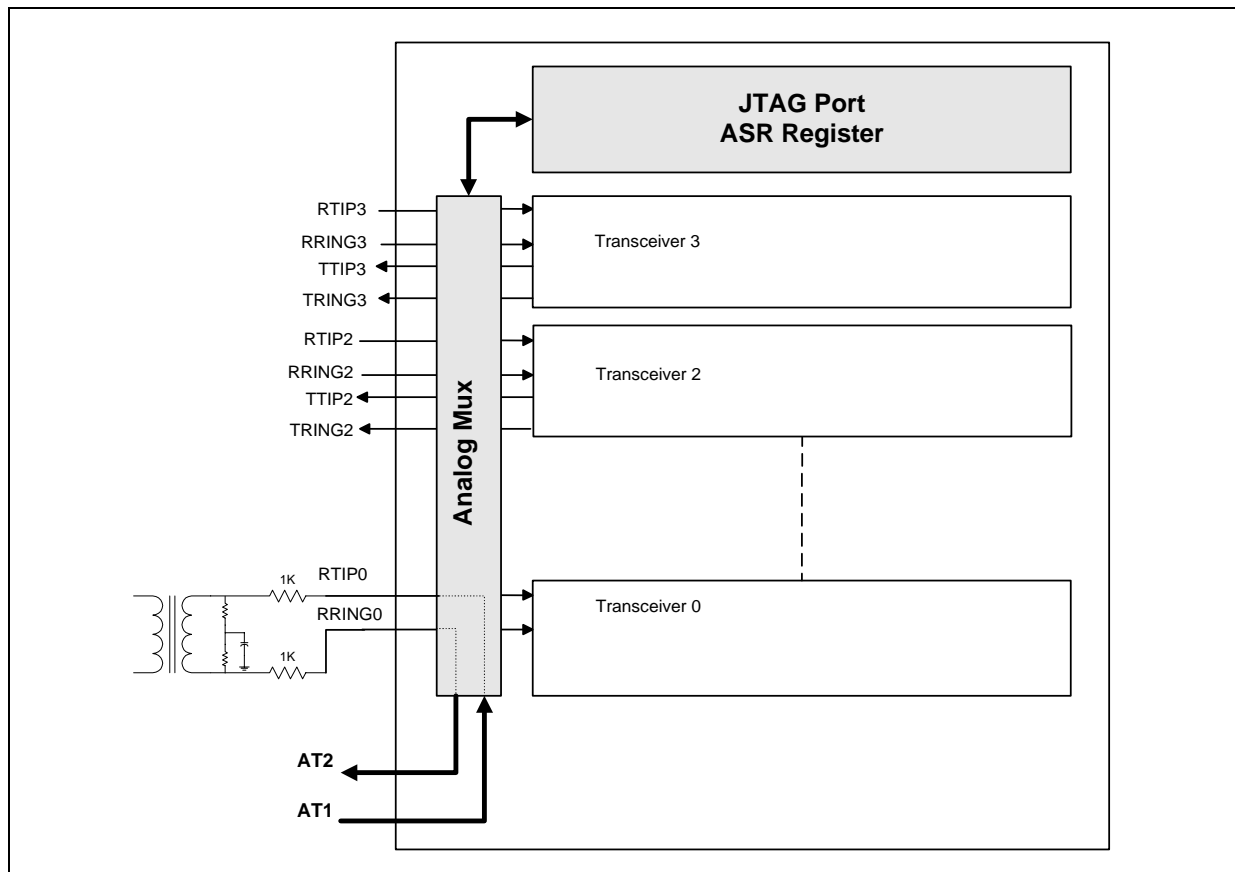 JTAG Port
ASR Register
RTIP3
RRING3
TTIP3
TRING3
Transceiver 3
RTIP2
RRING2
TTIP2
TRING2
Transceiver 2
Analog Mux
1K
RTIP0
RRING0
1K
Transceiver 0
AT2
AT1